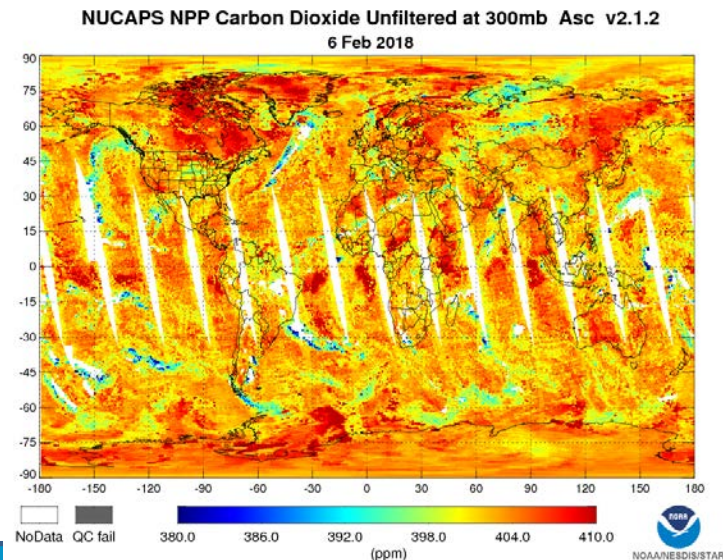 NUCAPS NPP Carbon Dioxide Unfiltered at 300mb Asc v2.1.2
6 Feb 2018
90
75
60
45
30
15
0
-15
-30
-45
-60
-75
-90
-180 -150 -120 -90 -60 -30 0 30 60 90 120 150 180
NoData QC fail 380.0 386.0 392.0 398.0 404.0 410.0
(ppm)
NOAA
NOAA/NESDIS/STAR